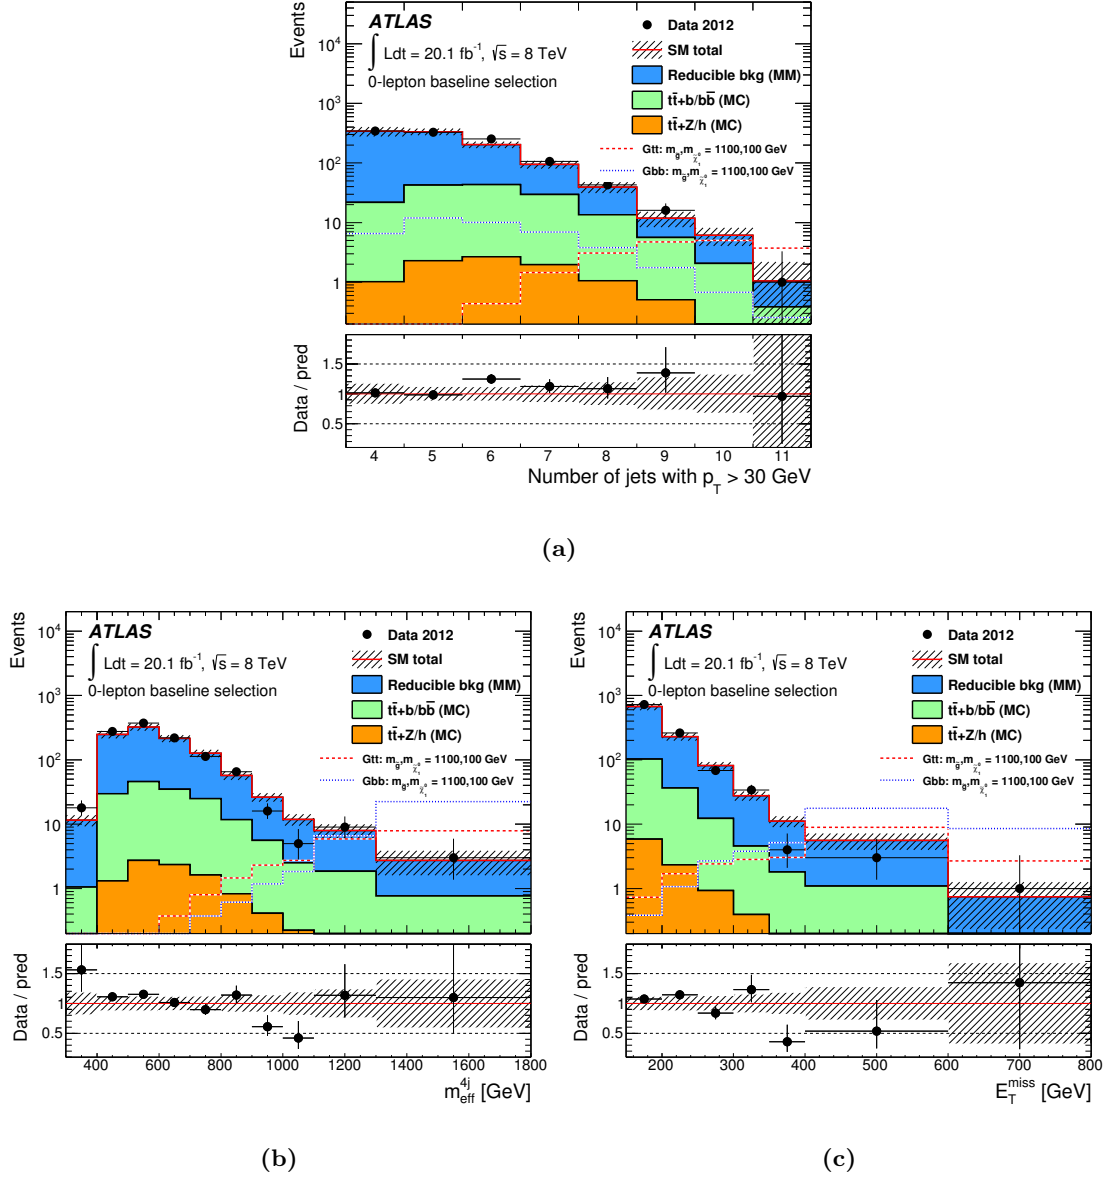 ATLAS
∫ Ldt = 20.1 fb⁻¹, √s = 8 TeV
0-lepton baseline selection
Data 2012
SM total
Reducible bkg (MM)
tt̄+b/bb̄ (MC)
tt̄+Z/h (MC)
Gtt: m_g̃,m_χ̃₁⁰ = 1100,100 GeV
Gbb: m_g̃,m_χ̃₁⁰ = 1100,100 GeV
Events
10⁴
10³
10²
10
1
Data / pred
1.5
1
0.5
4 5 6 7 8 9 10 11
Number of jets with p_T > 30 GeV
(a)
ATLAS
∫ Ldt = 20.1 fb⁻¹, √s = 8 TeV
0-lepton baseline selection
Data 2012
SM total
Reducible bkg (MM)
tt̄+b/bb̄ (MC)
tt̄+Z/h (MC)
Gtt: m_g̃,m_χ̃₁⁰ = 1100,100 GeV
Gbb: m_g̃,m_χ̃₁⁰ = 1100,100 GeV
Events
10⁴
10³
10²
10
1
Data / pred
1.5
1
0.5
400 600 800 1000 1200 1400 1600 1800
m_eff^4j [GeV]
(b)
ATLAS
∫ Ldt = 20.1 fb⁻¹, √s = 8 TeV
0-lepton baseline selection
Data 2012
SM total
Reducible bkg (MM)
tt̄+b/bb̄ (MC)
tt̄+Z/h (MC)
Gtt: m_g̃,m_χ̃₁⁰ = 1100,100 GeV
Gbb: m_g̃,m_χ̃₁⁰ = 1100,100 GeV
Events
10⁴
10³
10²
10
1
Data / pred
1.5
1
0.5
200 300 400 500 600 700 800
E_T^miss [GeV]
(c)